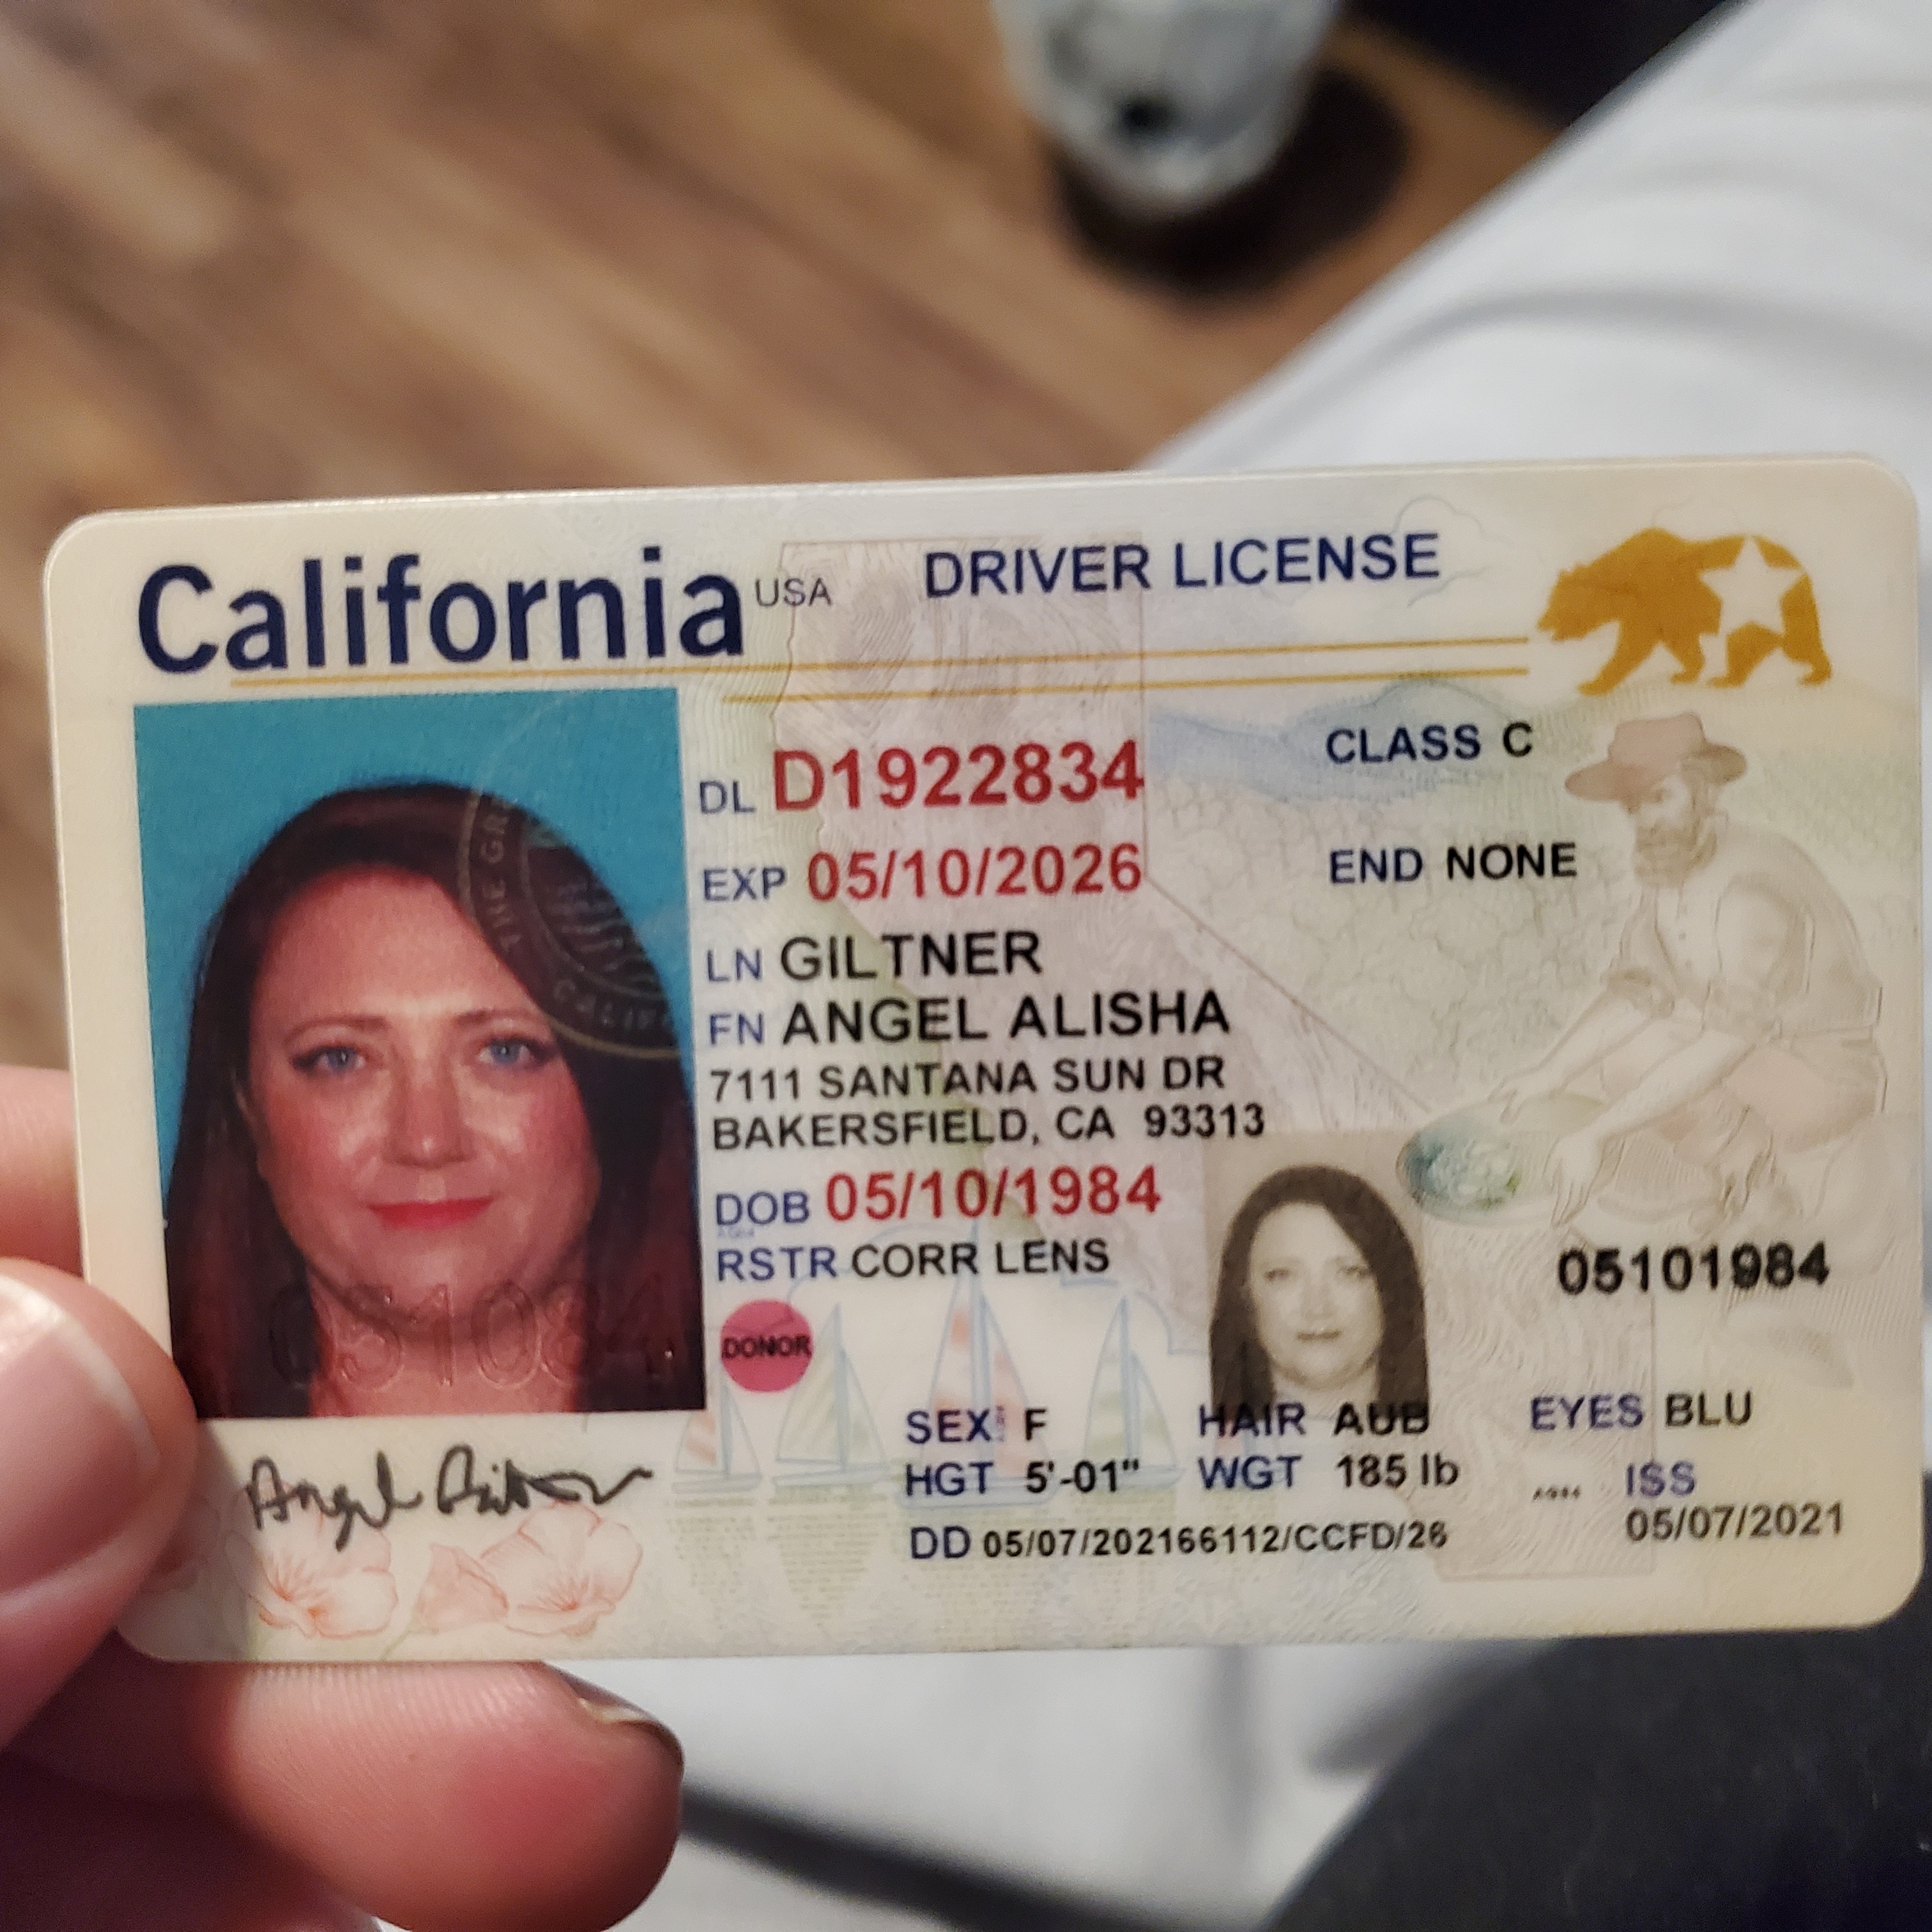 California USA DRIVER LICENSE
DL D1922834 CLASS C
EXP 05/10/2026 END NONE
LN GILTNER
FN ANGEL ALISHA
7111 SANTANA SUN DR
BAKERSFIELD, CA 93313
DOB 05/10/1984
RSTR CORR LENS
05101984
DONOR
051084
SEX F HAIR AUB EYES BLU
HGT 5'-01" WGT 185 lb ISS
05/07/2021
DD 05/07/202166112/CCFD/26
Angel